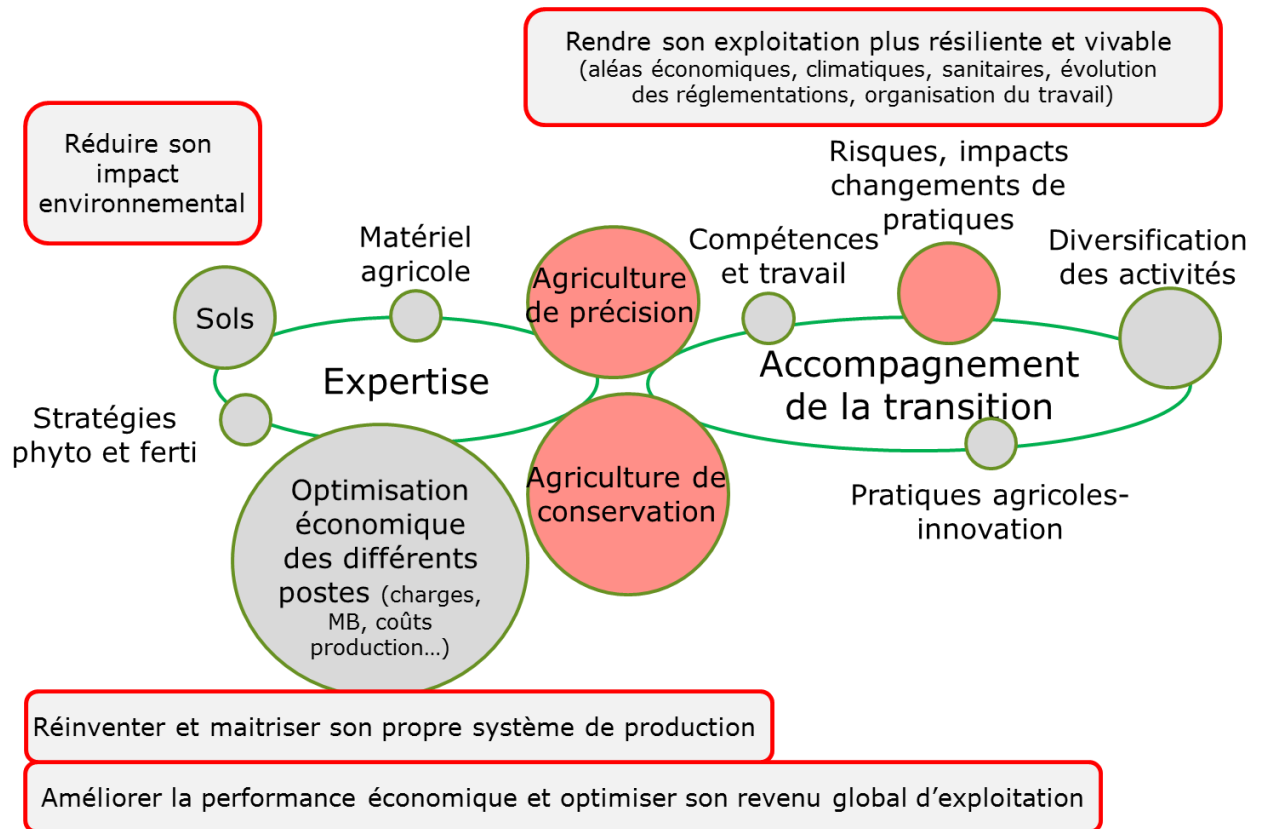 Rendre son exploitation plus résiliente et vivable
(aléas économiques, climatiques, sanitaires, évolution
des réglementations, organisation du travail)
Réduire son
impact
environnemental
Risques, impacts
changements de
pratiques
Matériel
agricole
Compétences
et travail
Diversification
des activités
Agriculture
de précision
Sols
Expertise
Accompagnement
de la transition
Stratégies
phyto et ferti
Optimisation
économique
des différents
postes (charges,
MB, coûts
production…)
Agriculture de
conservation
Pratiques agricoles-
innovation
Réinventer et maitriser son propre système de production
Améliorer la performance économique et optimiser son revenu global d’exploitation